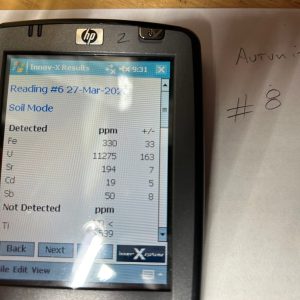 hp
2
Innov-X Results
9:31
Reading #6 27-Mar-202
Soil Mode
Detected ppm +/-
Fe 330 33
U 11275 163
Sr 194 7
Cd 19 5
Sb 50 8
Not Detected ppm
Ti
Back Next
File Edit View
# 8